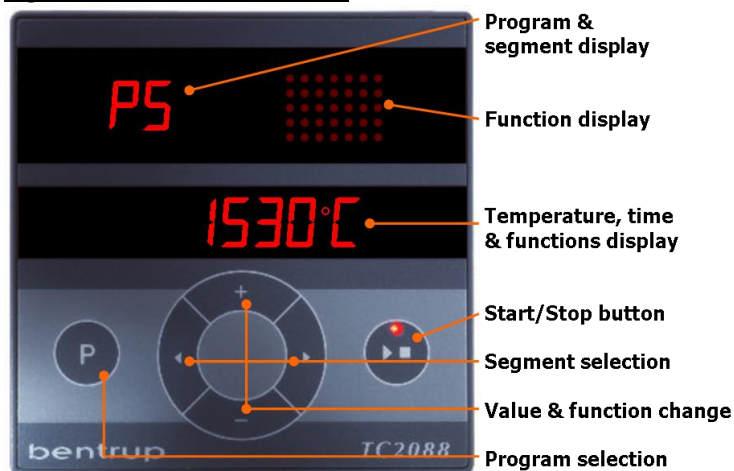 Program &
segment display
P5
Function display
1530°C
Temperature, time
& functions display
+
Start/Stop button
P
Segment selection
−
Value & function change
bentrup
TC2088
Program selection